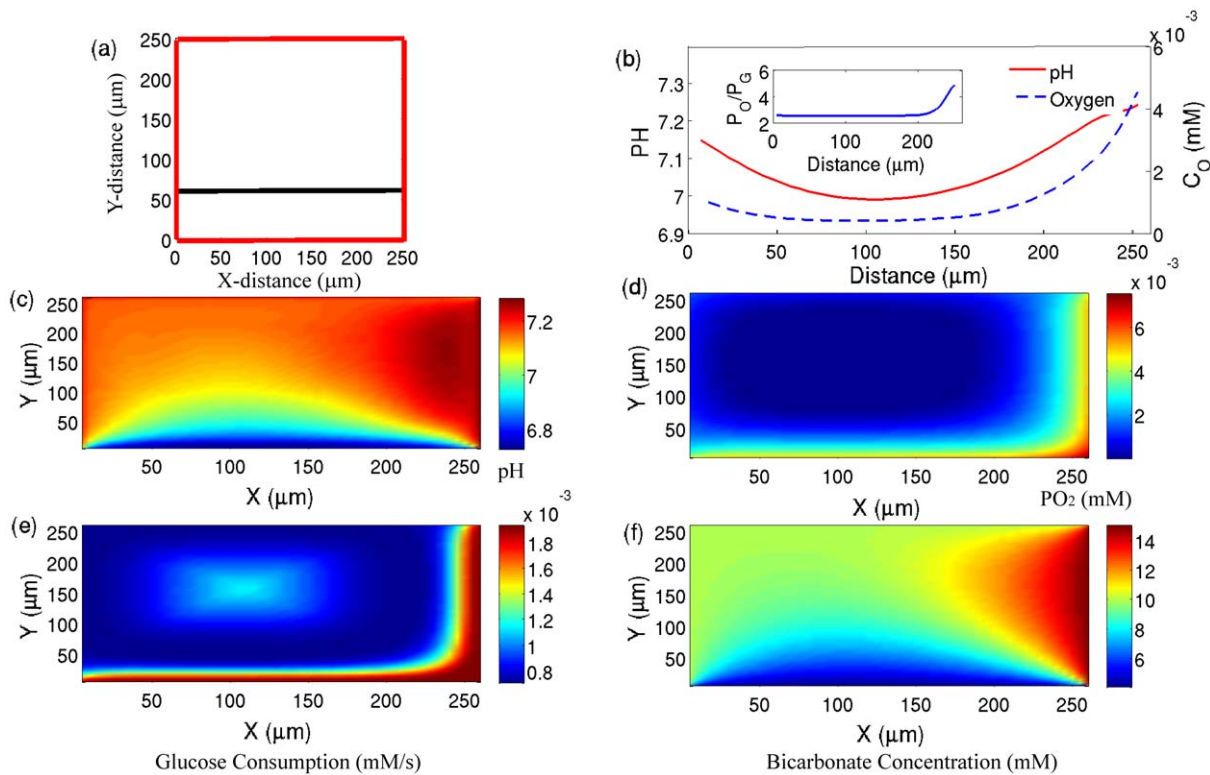 (a)
250
200
150
100
50
0
Y-distance (μm)
0 50 100 150 200 250
X-distance (μm)
(b)
x 10 -3
7.3
7.2
7.1
7
6.9
PH
6
4
2
P_O/P_G
0 100 200
Distance (μm)
pH
Oxygen
6
4
2
0
C_O (mM)
0 50 100 150 200 250
Distance (μm)
(c)
250
200
150
100
50
Y (μm)
50 100 150 200 250
X (μm)
7.2
7
6.8
pH
(d)
x 10 -3
250
200
150
100
50
Y (μm)
50 100 150 200 250
X (μm)
6
4
2
PO2 (mM)
(e)
x 10 -3
250
200
150
100
50
Y (μm)
50 100 150 200 250
X (μm)
1.8
1.6
1.4
1.2
1
0.8
Glucose Consumption (mM/s)
(f)
250
200
150
100
50
Y (μm)
50 100 150 200 250
X (μm)
14
12
10
8
6
Bicarbonate Concentration (mM)